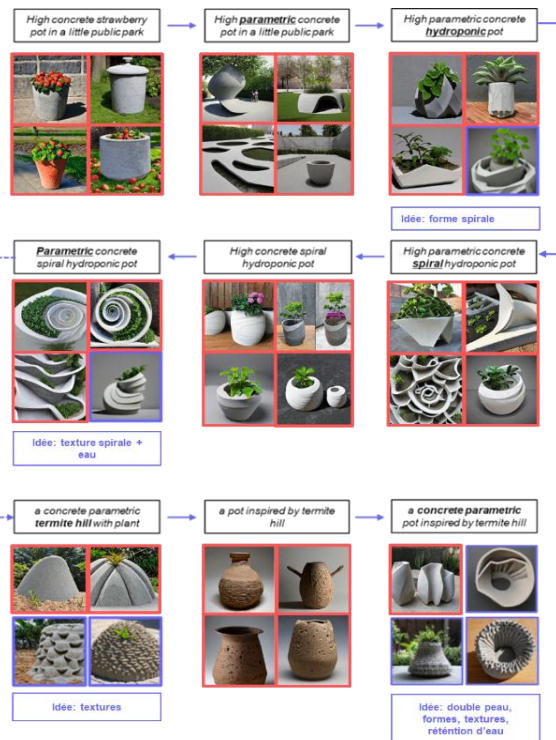 High concrete strawberry
pot in a little public park
High parametric concrete
pot in a little public park
High parametric concrete
hydroponic pot
Idée: forme spirale
Parametric concrete
spiral hydroponic pot
High concrete spiral
hydroponic pot
High parametric concrete
spiral hydroponic pot
Idée: texture spirale +
eau
a concrete parametric
termite hill with plant
a pot inspired by termite
hill
a concrete parametric
pot inspired by termite hill
Idée: textures
Idée: double peau,
formes, textures,
réténtion d'eau